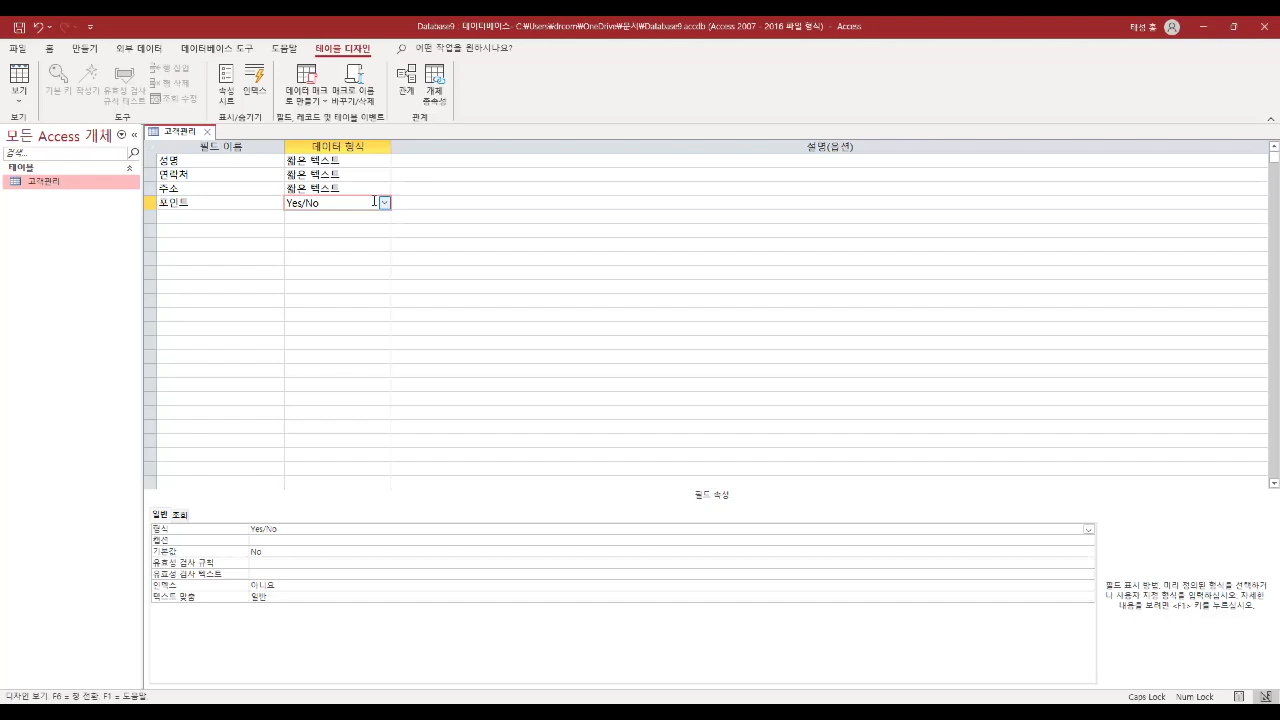 Database9 : 데이터베이스- C:￦Users￦drcom￦OneDrive￦문서￦Database9.accdb (Access 2007 - 2016 파일 형식) - Access
태성 홍
파일 홈 만들기 외부 데이터 데이터베이스 도구 도움말 테이블 디자인 어떤 작업을 원하시나요?
보기
기본 키
작성기
유효성 검사
규칙 테스트
행 삽입
행 삭제
조회 수정
속성
시트
인덱스
데이터 매크
로 만들기
매크로 이름
바꾸기/삭제
관계
개체
종속성
보기 도구 표시/숨기기 필드, 레코드 및 테이블 이벤트 관계
모든 Access 개체
검색...
테이블
고객관리
고객관리
필드 이름 데이터 형식 설명(옵션)
성명 짧은 텍스트
연락처 짧은 텍스트
주소 짧은 텍스트
포인트 Yes/No
필드 속성
일반 조회
형식 Yes/No
캡션
기본값 No
유효성 검사 규칙
유효성 검사 텍스트
인덱스 아니요
텍스트 맞춤 일반
필드 표시 방법. 미리 정의된 형식을 선택하거
나 사용자 지정 형식을 입력하십시오. 자세한
내용을 보려면 <F1> 키를 누르십시오.
디자인 보기. F6 = 창 전환. F1 = 도움말.
Caps Lock Num Lock